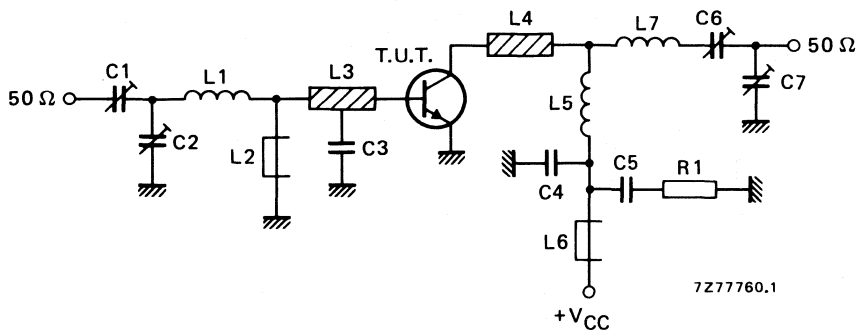 L4
L7
C6
50 Ω
T.U.T.
C1
L1
L3
50 Ω
C7
L5
C2
L2
C3
C4
C5
R1
L6
7Z77760.1
+VCC